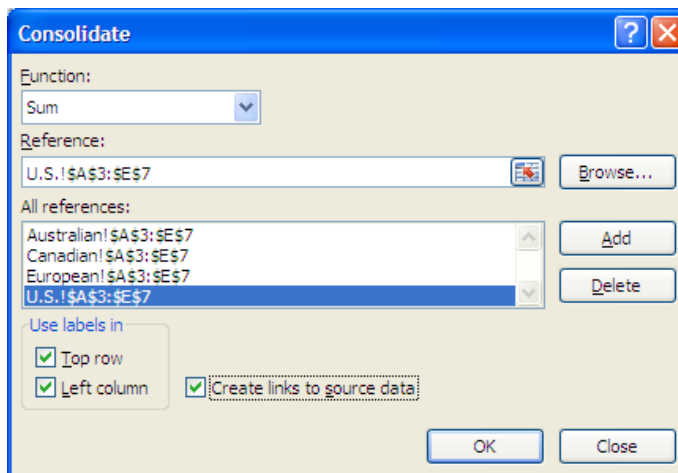 Consolidate
Function:
Sum
Reference:
U.S.!$A$3:$E$7
Browse...
All references:
Australian!$A$3:$E$7
Canadian!$A$3:$E$7
European!$A$3:$E$7
U.S.!$A$3:$E$7
Add
Delete
Use labels in
Top row
Left column
Create links to source data
OK
Close